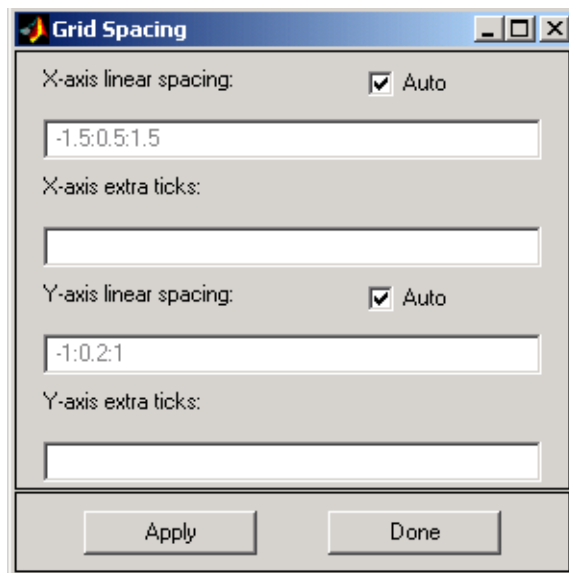 Grid Spacing
X-axis linear spacing: Auto
-1.5:0.5:1.5
X-axis extra ticks:
Y-axis linear spacing: Auto
-1:0.2:1
Y-axis extra ticks:
Apply Done